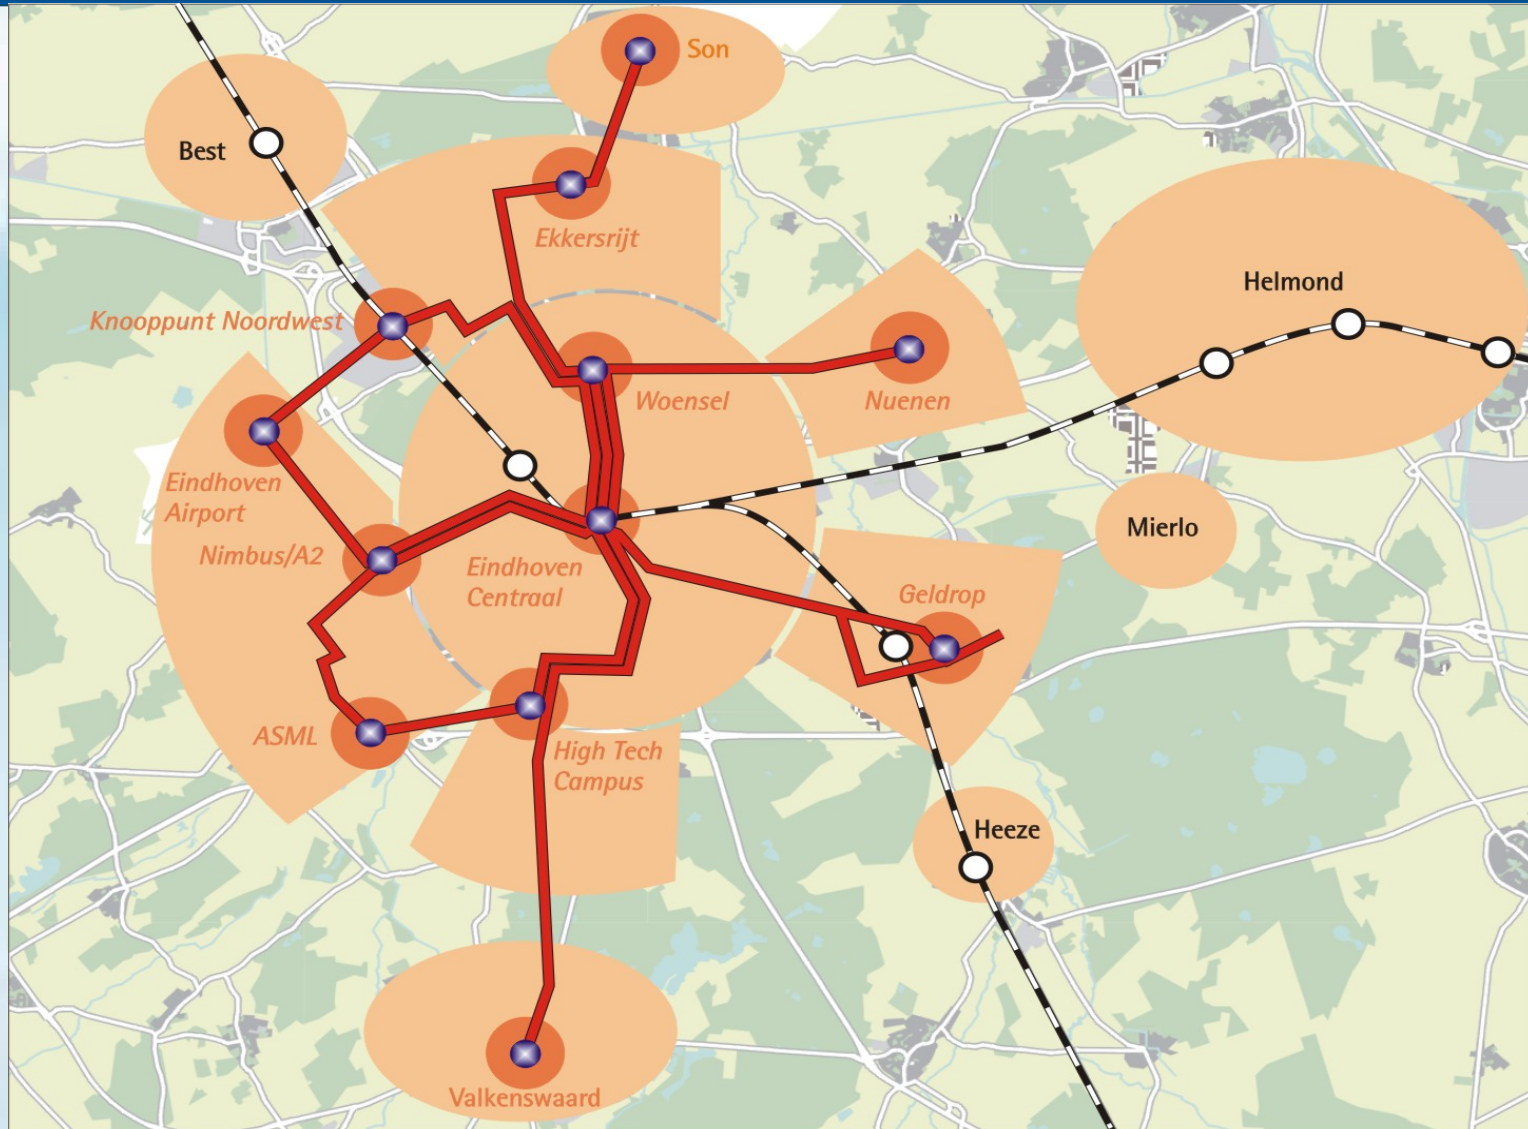 Son
Best
Ekkersrijt
Helmond
Knooppunt Noordwest
Woensel
Nuenen
Eindhoven
Airport
Mierlo
Nimbus/A2
Eindhoven
Centraal
Geldrop
ASML
High Tech
Campus
Heeze
Valkenswaard